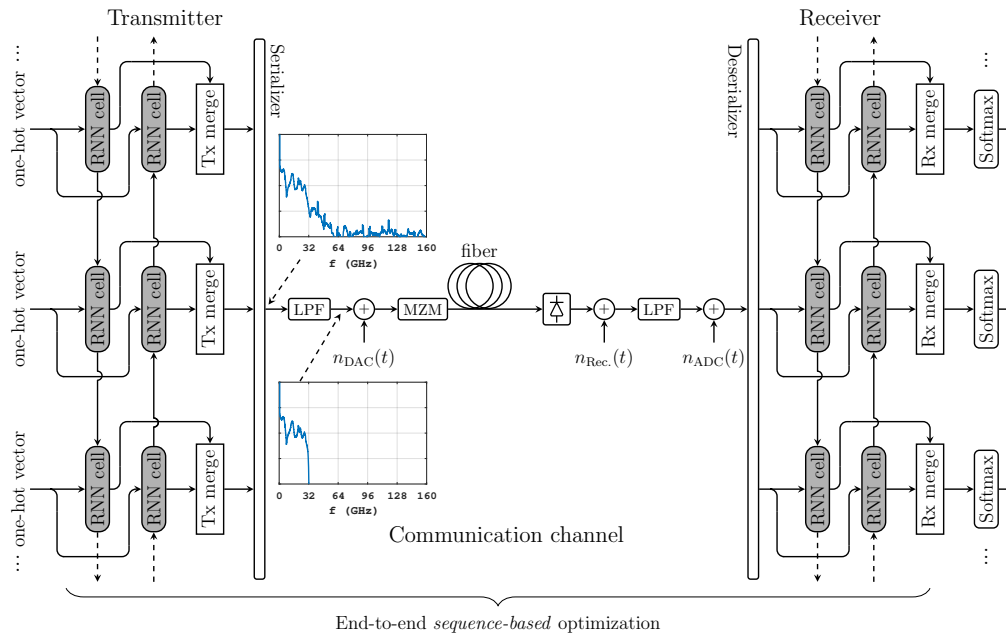 Transmitter
Receiver
one-hot vector ...
RNN cell
RNN cell
Tx merge
Serializer
Deserializer
RNN cell
RNN cell
Rx merge
Softmax
...
0 32 64 96 128 160
f (GHz)
one-hot vector
RNN cell
RNN cell
Tx merge
LPF
+
n_DAC(t)
MZM
fiber
+
n_Rec.(t)
LPF
+
n_ADC(t)
RNN cell
RNN cell
Rx merge
Softmax
0 32 64 96 128 160
f (GHz)
... one-hot vector
RNN cell
RNN cell
Tx merge
Communication channel
RNN cell
RNN cell
Rx merge
Softmax
...
End-to-end sequence-based optimization